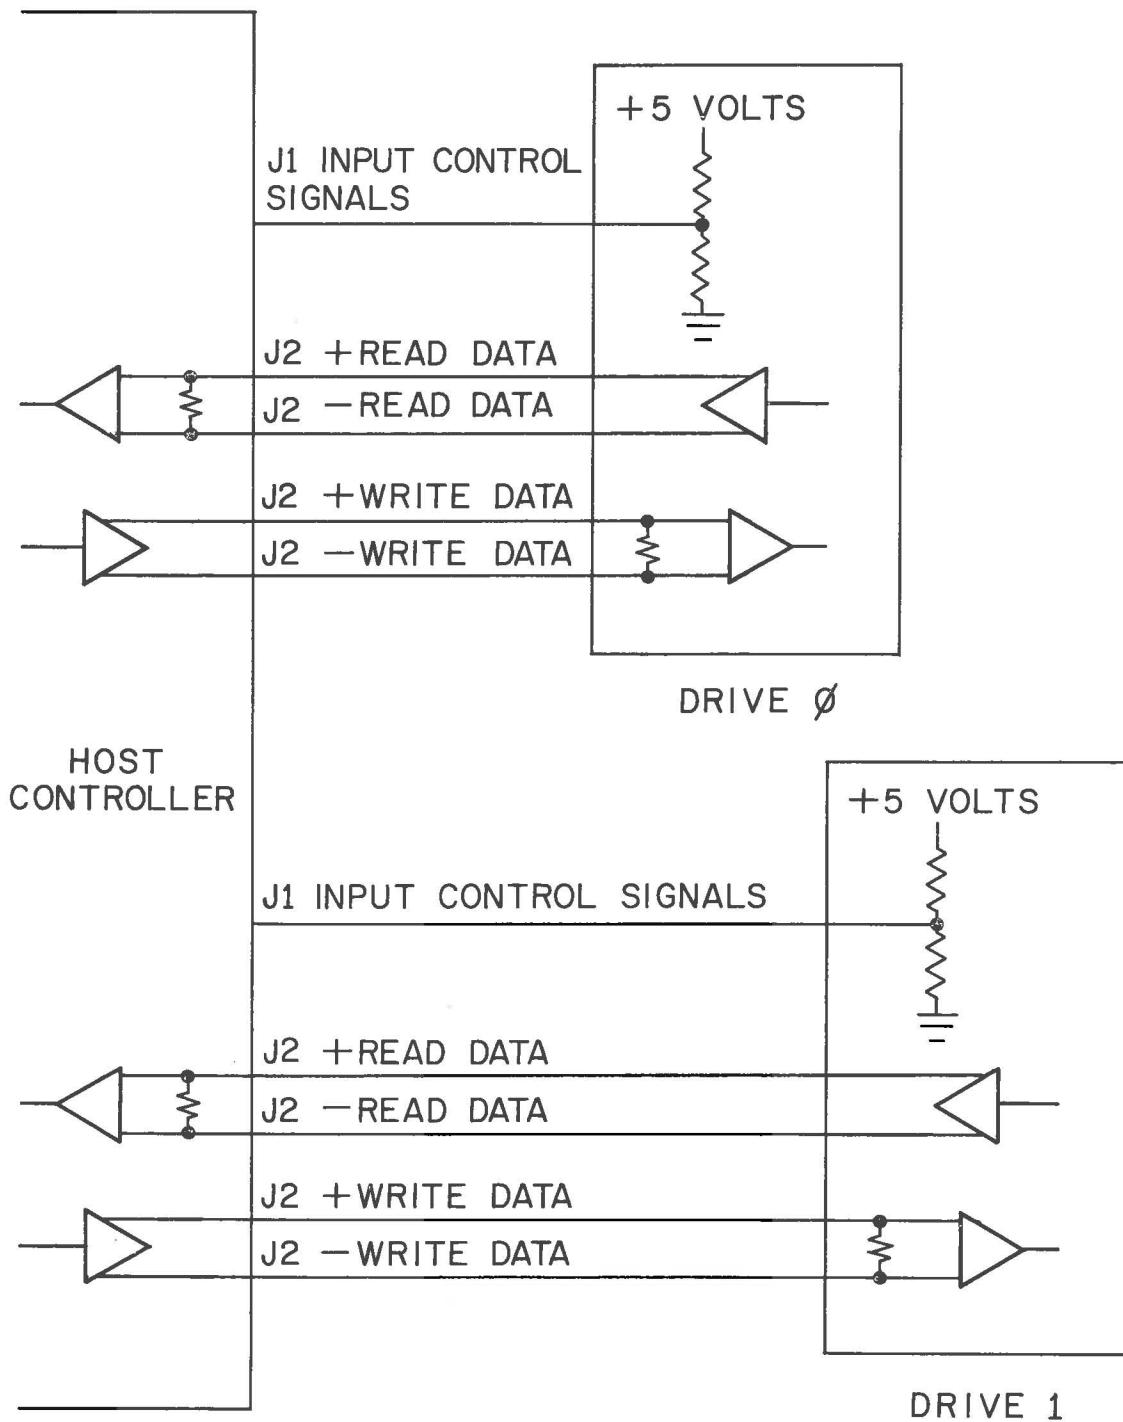 +5 VOLTS
J1 INPUT CONTROL
SIGNALS
J2 +READ DATA
J2 −READ DATA
J2 +WRITE DATA
J2 −WRITE DATA
DRIVE Ø
HOST
CONTROLLER
+5 VOLTS
J1 INPUT CONTROL SIGNALS
J2 +READ DATA
J2 −READ DATA
J2 +WRITE DATA
J2 −WRITE DATA
DRIVE 1